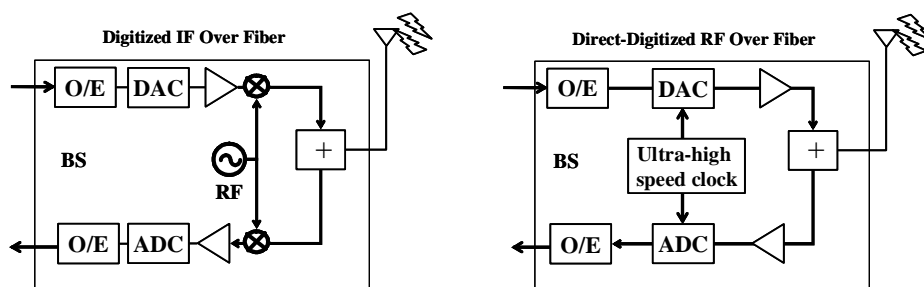 Digitized IF Over Fiber
O/E
DAC
BS
RF
+
O/E
ADC
Direct-Digitized RF Over Fiber
O/E
DAC
BS
Ultra-high
speed clock
+
O/E
ADC